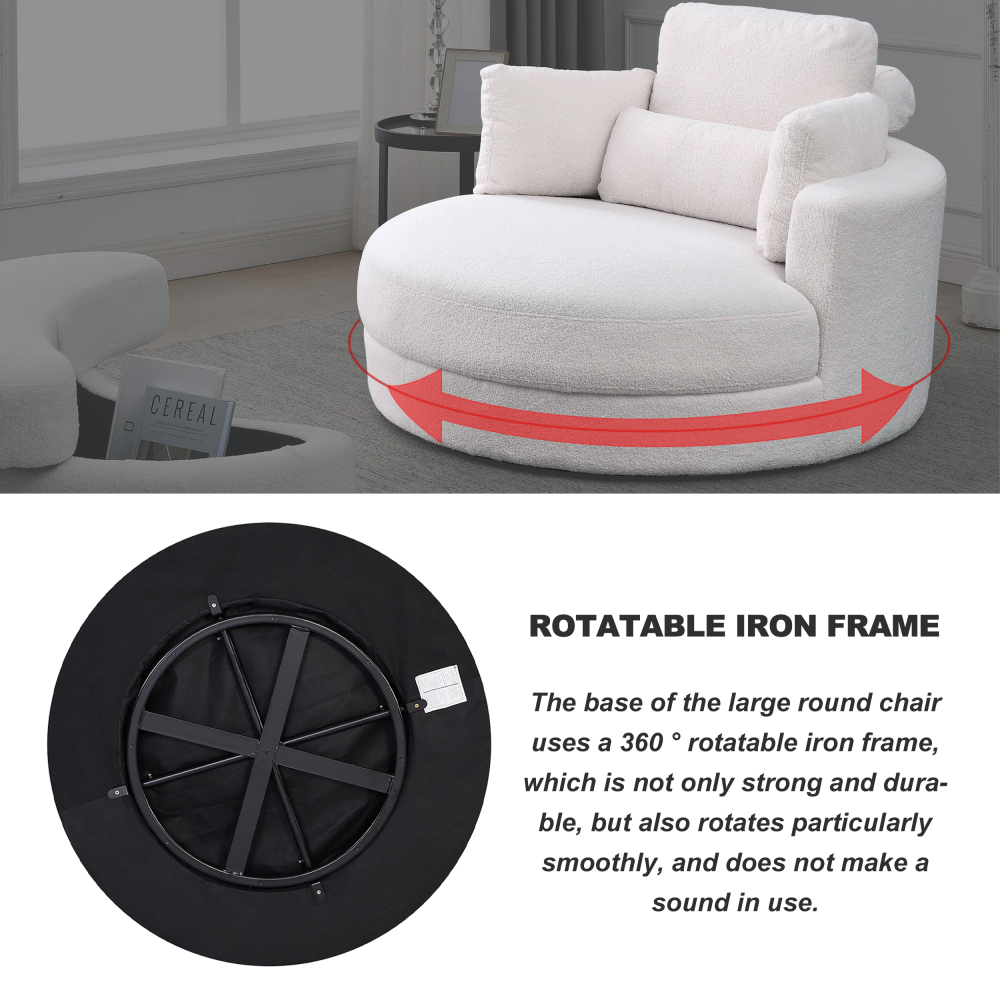 CEREAL
ROTATABLE IRON FRAME
The base of the large round chair
uses a 360 ° rotatable iron frame,
which is not only strong and dura-
ble, but also rotates particularly
smoothly, and does not make a
sound in use.